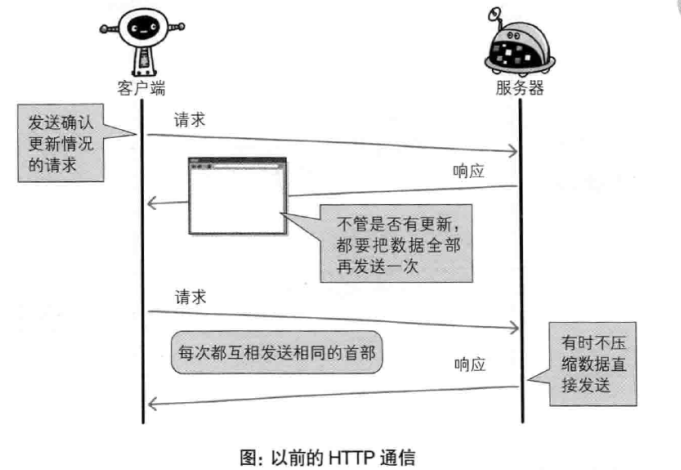 客户端
服务器
发送确认
更新情况
的请求
请求
响应
不管是否有更新，
都要把数据全部
再发送一次
请求
每次都互相发送相同的首部
响应
有时不压
缩数据直
接发送
图：以前的 HTTP 通信